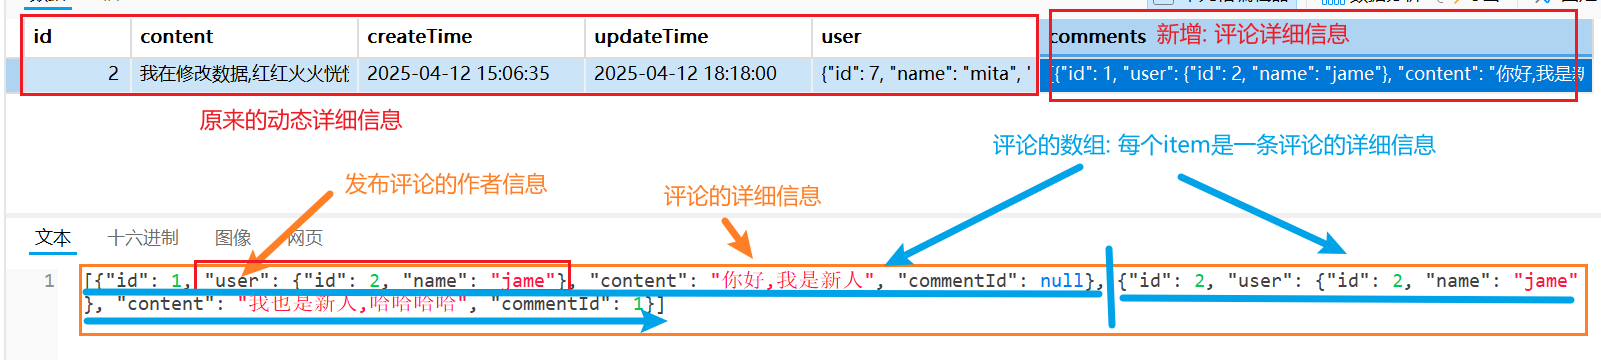 id content createTime updateTime user comments 新增: 评论详细信息
2 我在修改数据,红红火火恍 2025-04-12 15:06:35 2025-04-12 18:18:00 {"id": 7, "name": "mita", ' [{"id": 1, "user": {"id": 2, "name": "jame"}, "content": "你好,我是新
原来的动态详细信息
评论的数组: 每个item是一条评论的详细信息
发布评论的作者信息
评论的详细信息
文本 十六进制 图像 网页
1 [{"id": 1, "user": {"id": 2, "name": "jame"}, "content": "你好,我是新人", "commentId": null}, {"id": 2, "user": {"id": 2, "name": "jame"
}, "content": "我也是新人,哈哈哈哈", "commentId": 1}]